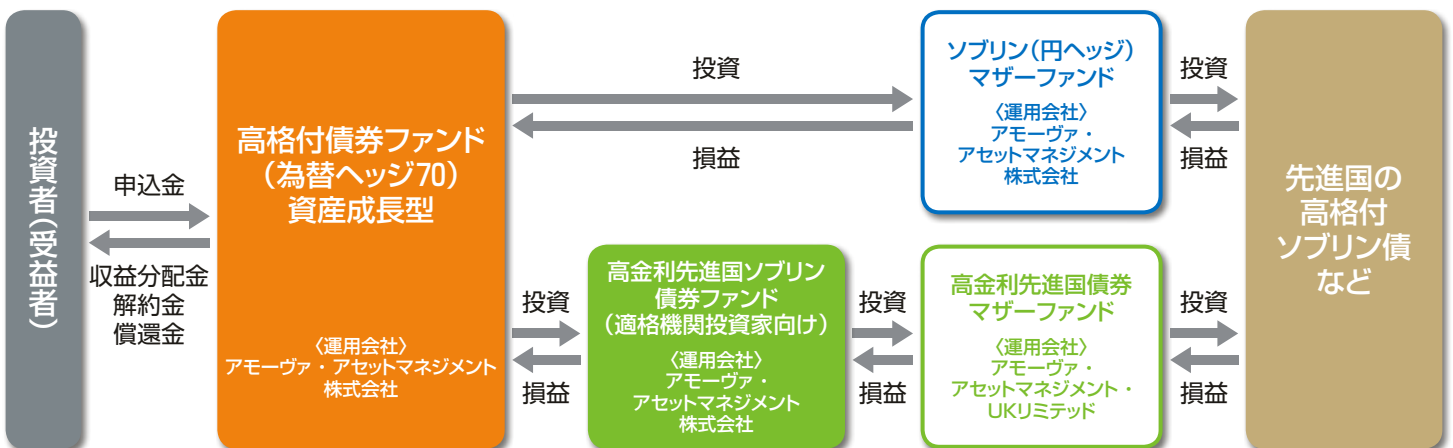 投資者(受益者)
申込金
収益分配金
解約金
償還金
高格付債券ファンド
(為替ヘッジ70)
資産成長型
〈運用会社〉
アモーヴァ・アセットマネジメント
株式会社
投資
損益
ソブリン(円ヘッジ)
マザーファンド
〈運用会社〉
アモーヴァ・
アセットマネジメント
株式会社
投資
損益
投資
損益
高金利先進国ソブリン
債券ファンド
(適格機関投資家向け)
〈運用会社〉
アモーヴァ・
アセットマネジメント
株式会社
投資
損益
高金利先進国債券
マザーファンド
〈運用会社〉
アモーヴァ・
アセットマネジメント・
UKリミテッド
投資
損益
先進国の
高格付
ソブリン債
など